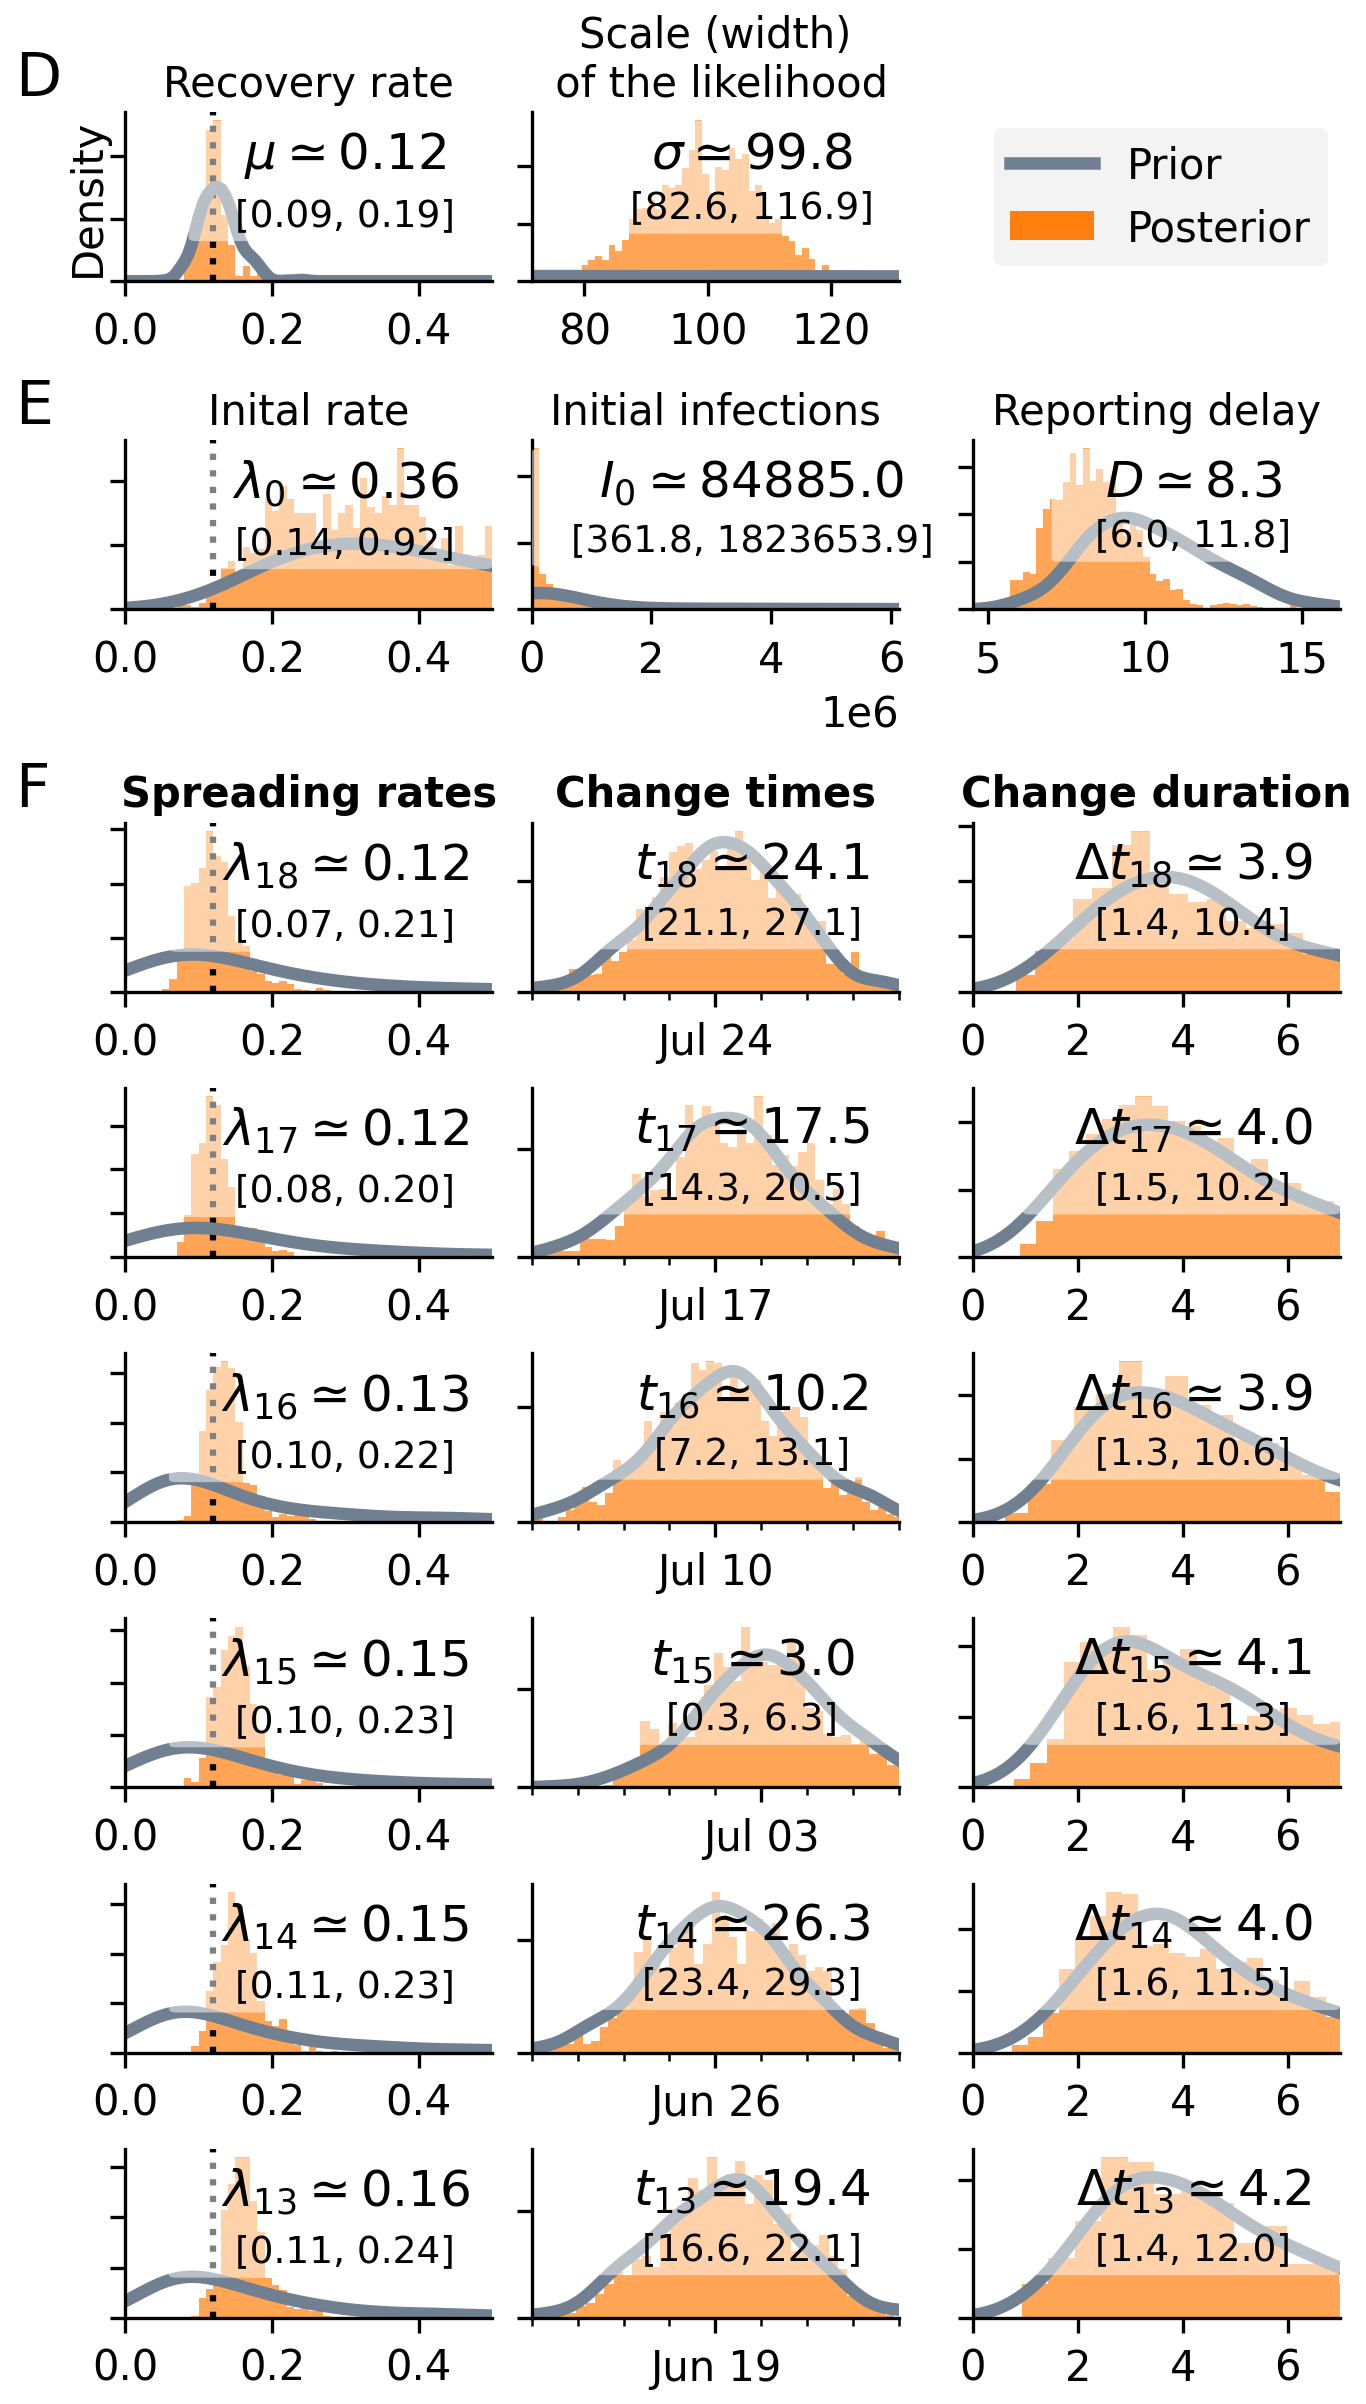 D
Recovery rate
Scale (width)
of the likelihood
Density
μ ≃ 0.12
[0.09, 0.19]
0.0 0.2 0.4
σ ≃ 99.8
[82.6, 116.9]
80 100 120
Prior
Posterior
E
Inital rate
λ0 ≃ 0.36
[0.14, 0.92]
0.0 0.2 0.4
Initial infections
I0 ≃ 84885.0
[361.8, 1823653.9]
0 2 4 6
1e6
Reporting delay
D ≃ 8.3
[6.0, 11.8]
5 10 15
F
Spreading rates
Change times
Change duration
λ18 ≃ 0.12
[0.07, 0.21]
0.0 0.2 0.4
t18 ≃ 24.1
[21.1, 27.1]
Jul 24
Δt18 ≃ 3.9
[1.4, 10.4]
0 2 4 6
λ17 ≃ 0.12
[0.08, 0.20]
0.0 0.2 0.4
t17 ≃ 17.5
[14.3, 20.5]
Jul 17
Δt17 ≃ 4.0
[1.5, 10.2]
0 2 4 6
λ16 ≃ 0.13
[0.10, 0.22]
0.0 0.2 0.4
t16 ≃ 10.2
[7.2, 13.1]
Jul 10
Δt16 ≃ 3.9
[1.3, 10.6]
0 2 4 6
λ15 ≃ 0.15
[0.10, 0.23]
0.0 0.2 0.4
t15 ≃ 3.0
[0.3, 6.3]
Jul 03
Δt15 ≃ 4.1
[1.6, 11.3]
0 2 4 6
λ14 ≃ 0.15
[0.11, 0.23]
0.0 0.2 0.4
t14 ≃ 26.3
[23.4, 29.3]
Jun 26
Δt14 ≃ 4.0
[1.6, 11.5]
0 2 4 6
λ13 ≃ 0.16
[0.11, 0.24]
0.0 0.2 0.4
t13 ≃ 19.4
[16.6, 22.1]
Jun 19
Δt13 ≃ 4.2
[1.4, 12.0]
0 2 4 6